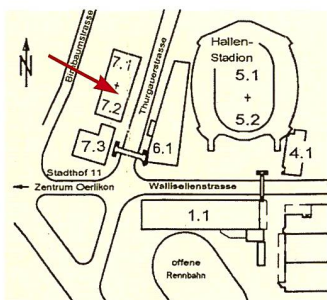 Birnbaumstrasse
7.1
+
7.2
Thurgauerstrasse
Hallen-
Stadion
5.1
+
5.2
N
7.3
6.1
4.1
Stadthof 11
Zentrum Oerlikon
Wallisellenstrasse
1.1
offene
Rennbahn